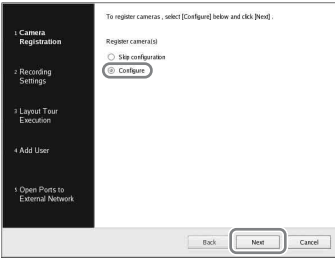 To register cameras , select [Configure] below and click [Next] .
1 Camera
Registration
Register camera(s)
Skip configuration
Configure
2 Recording
Settings
3 Layout Tour
Execution
4 Add User
5 Open Ports to
External Network
Back
Next
Cancel